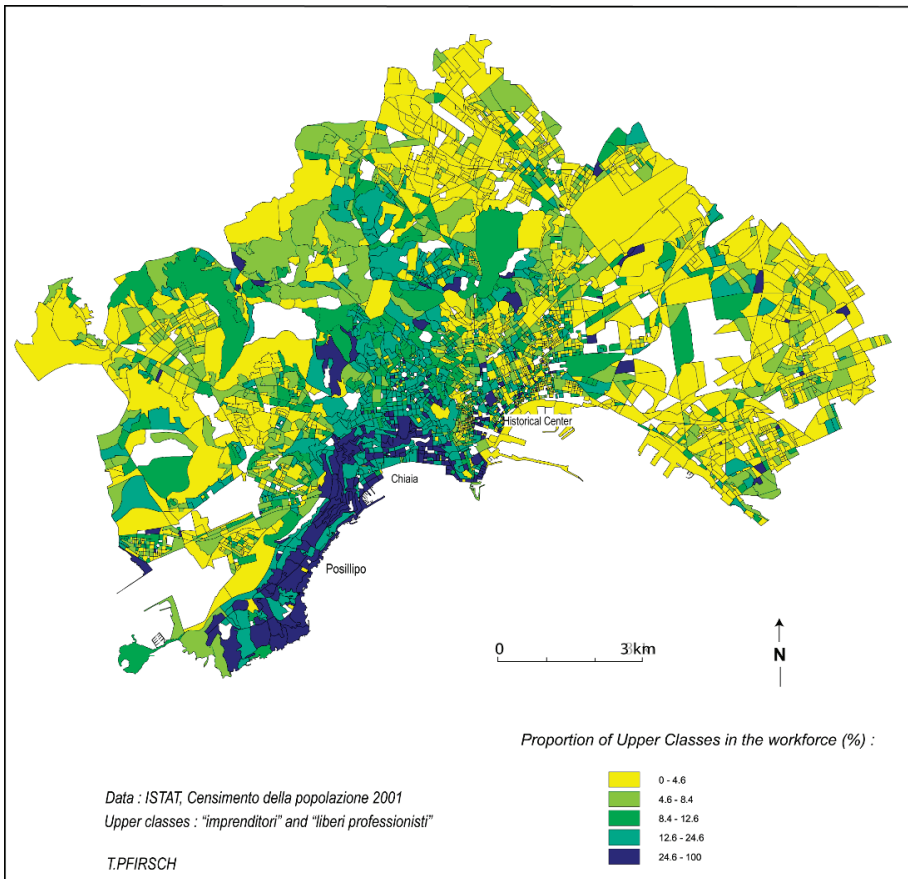 Historical Center
Chiaia
Posillipo
0 3 km
N
Proportion of Upper Classes in the workforce (%) :
0 - 4.6
4.6 - 8.4
8.4 - 12.6
12.6 - 24.6
24.6 - 100
Data : ISTAT, Censimento della popolazione 2001
Upper classes : “imprenditori” and “liberi professionisti”
T.PFIRSCH